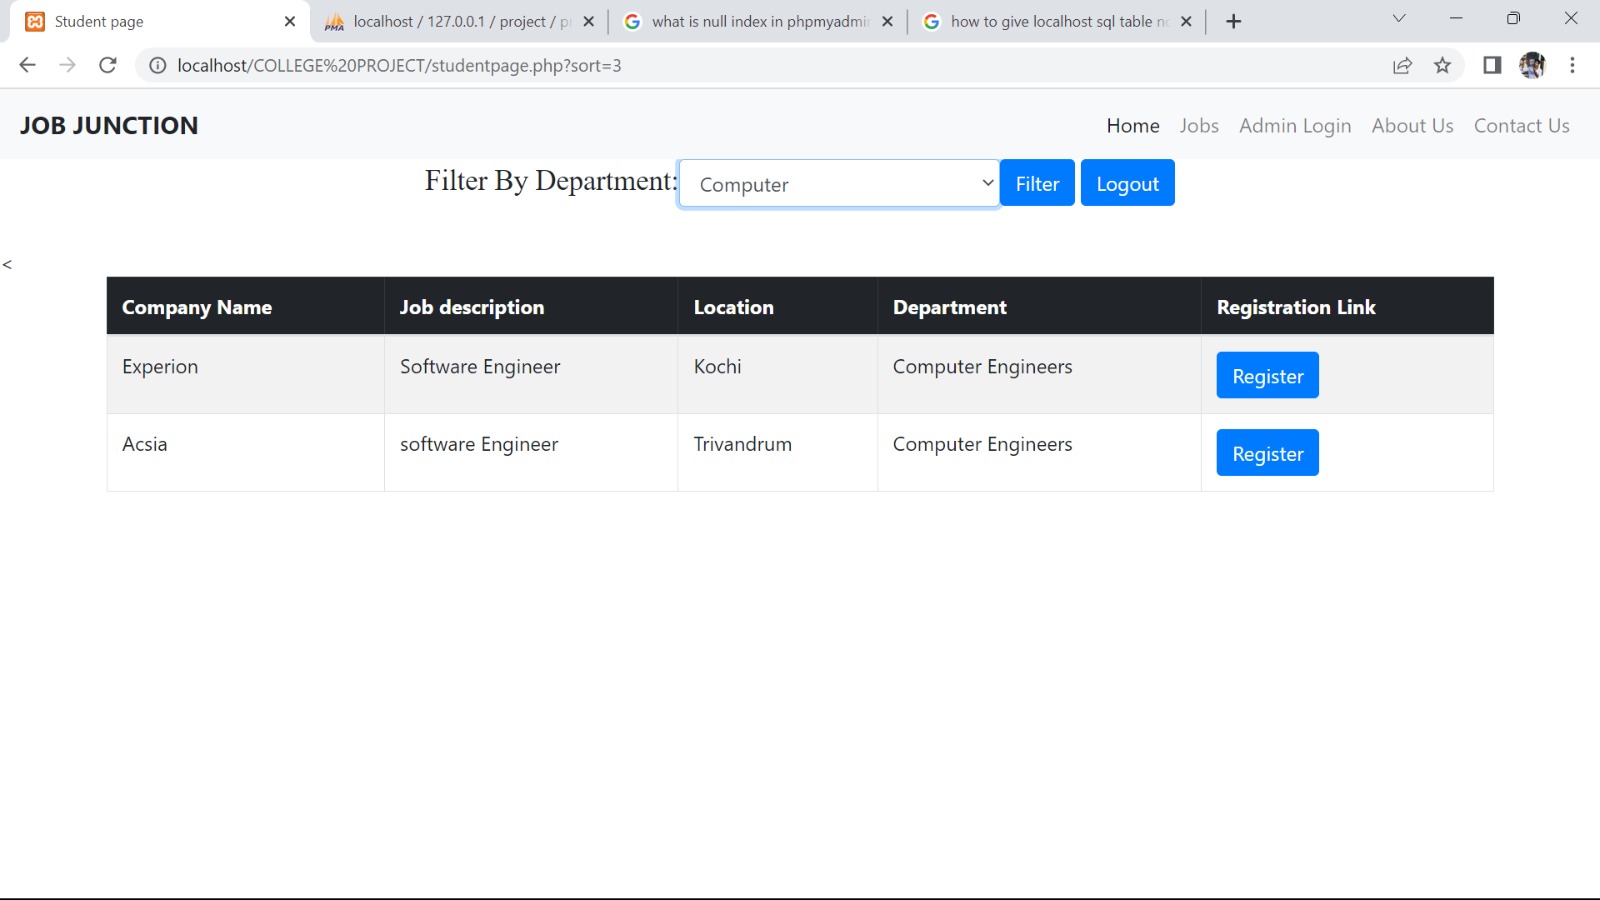 Student page
localhost / 127.0.0.1 / project / p
what is null index in phpmyadmi
how to give localhost sql table no
localhost/COLLEGE%20PROJECT/studentpage.php?sort=3
JOB JUNCTION
Home Jobs Admin Login About Us Contact Us
Filter By Department: Computer Filter Logout
<
Company Name Job description Location Department Registration Link
Experion Software Engineer Kochi Computer Engineers Register
Acsia software Engineer Trivandrum Computer Engineers Register